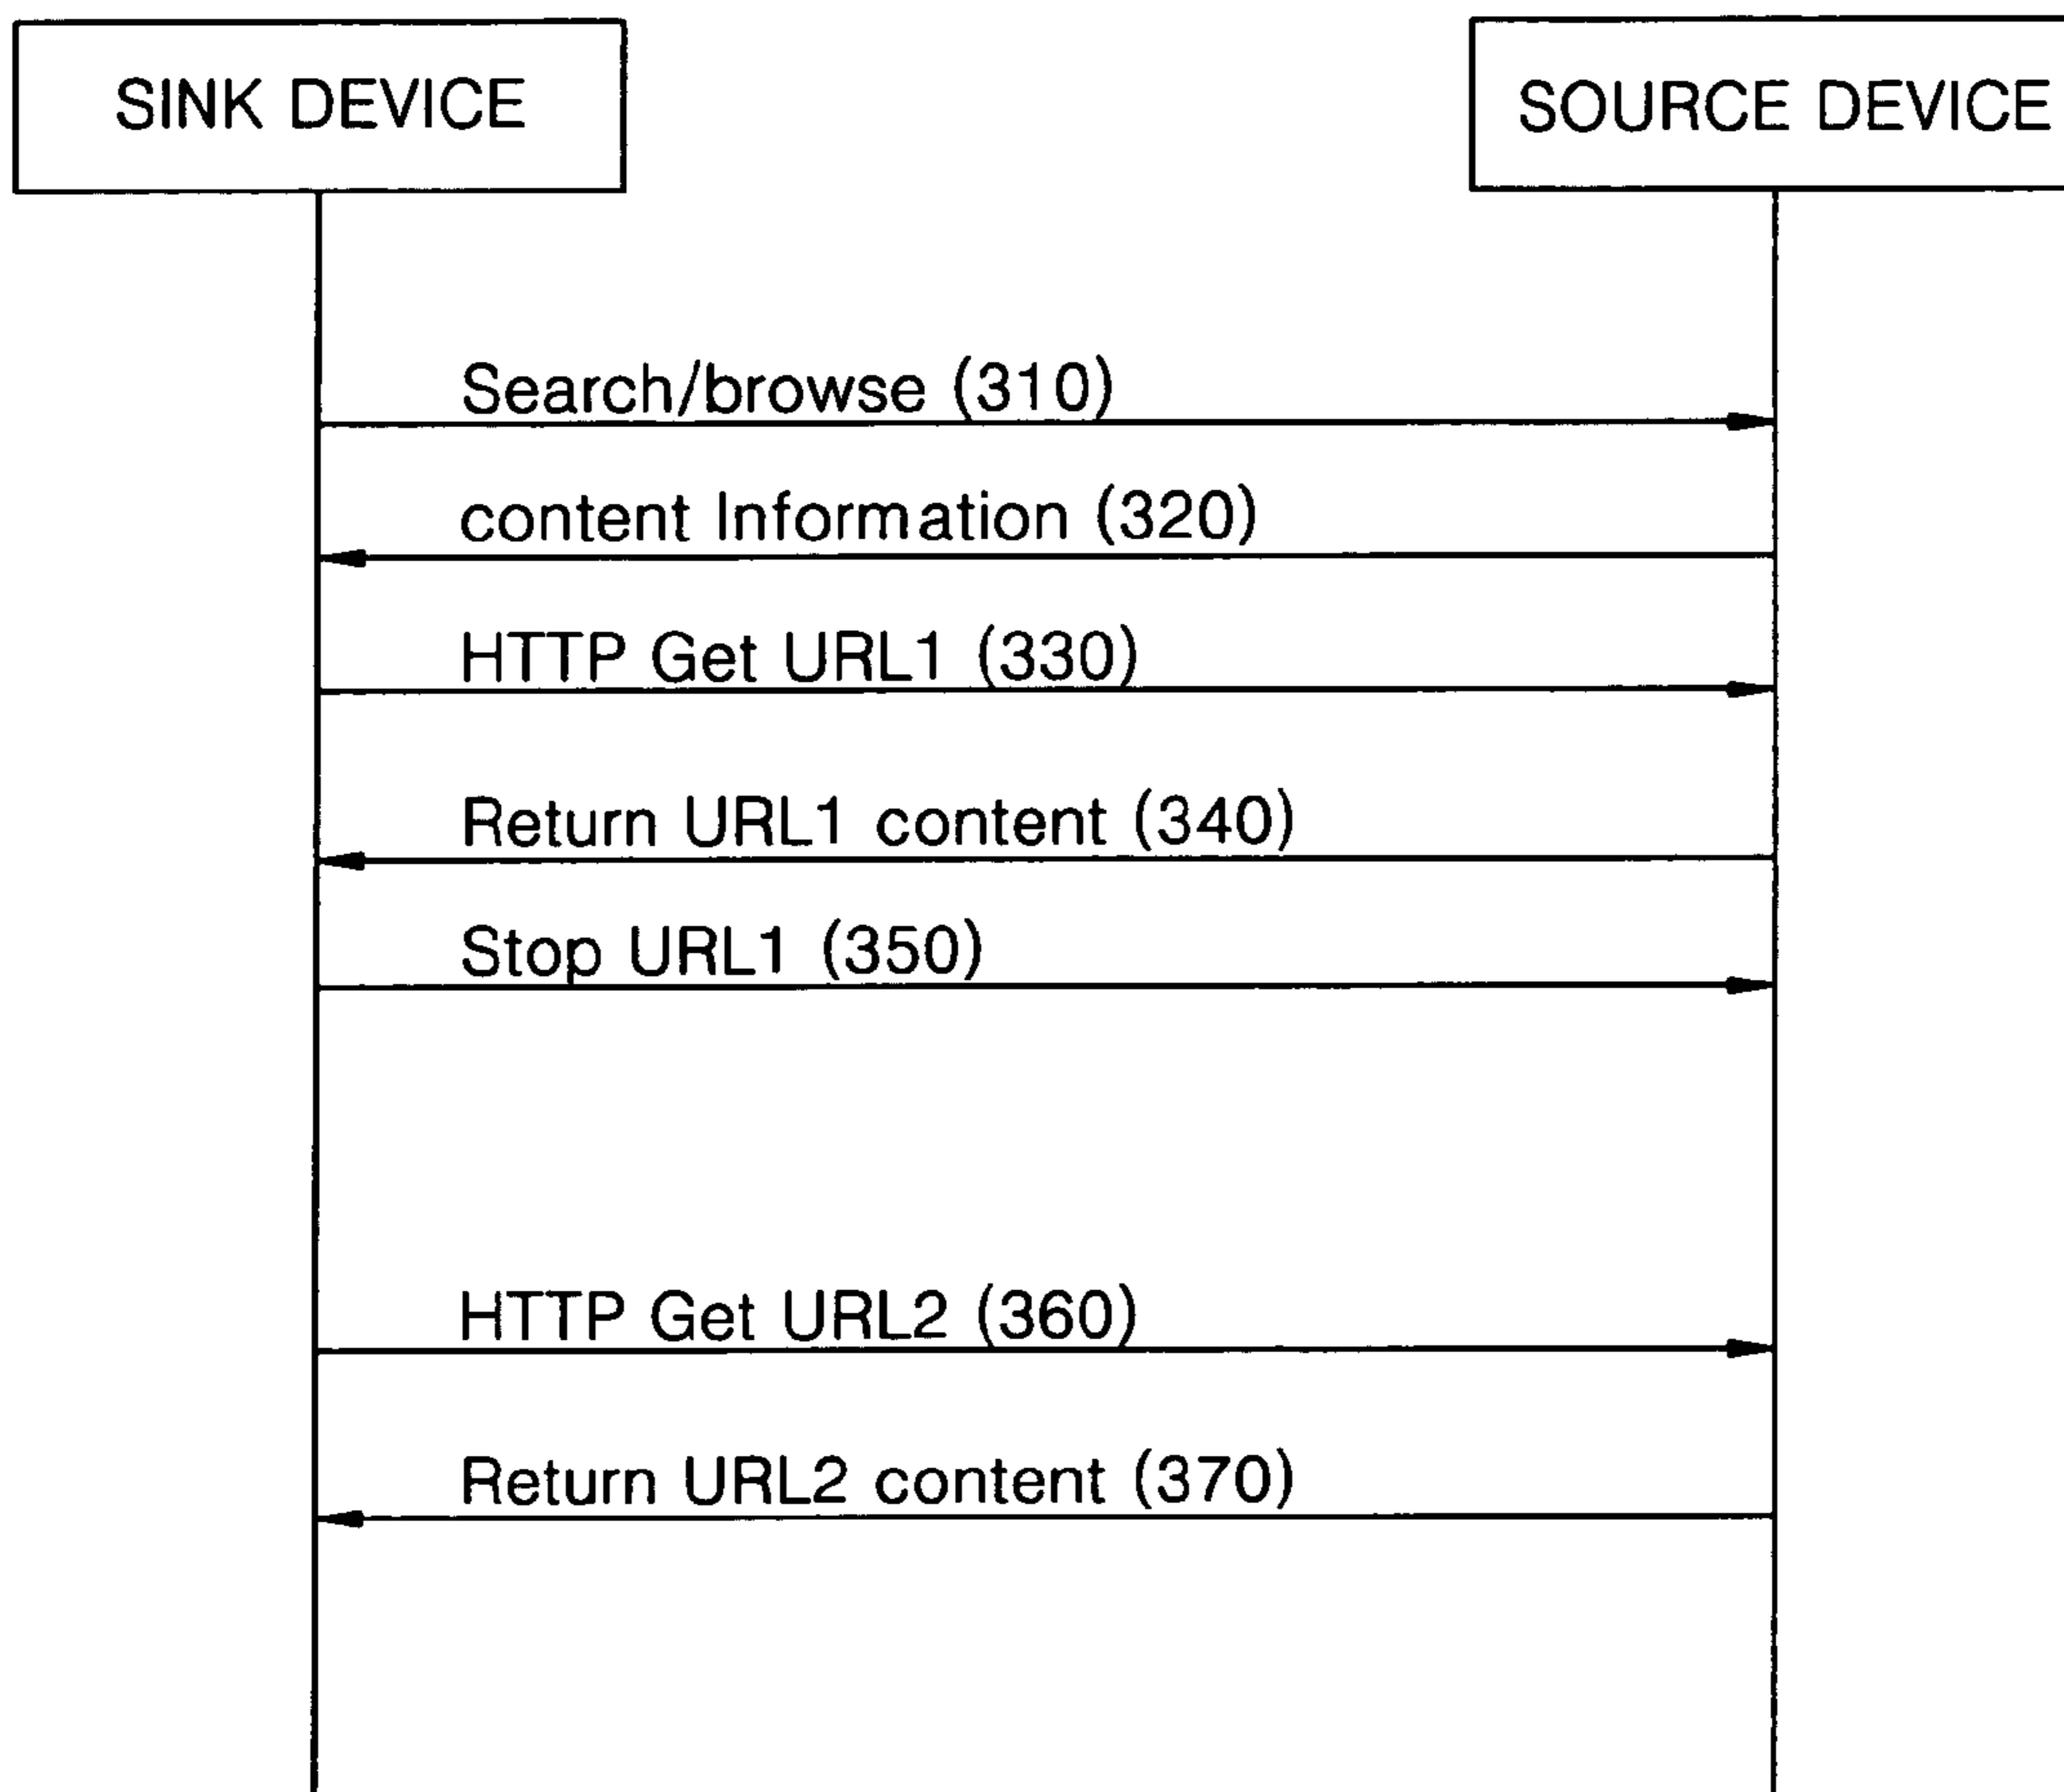 SINK DEVICE
SOURCE DEVICE
Search/browse (310)
content Information (320)
HTTP Get URL1 (330)
Return URL1 content (340)
Stop URL1 (350)
HTTP Get URL2 (360)
Return URL2 content (370)